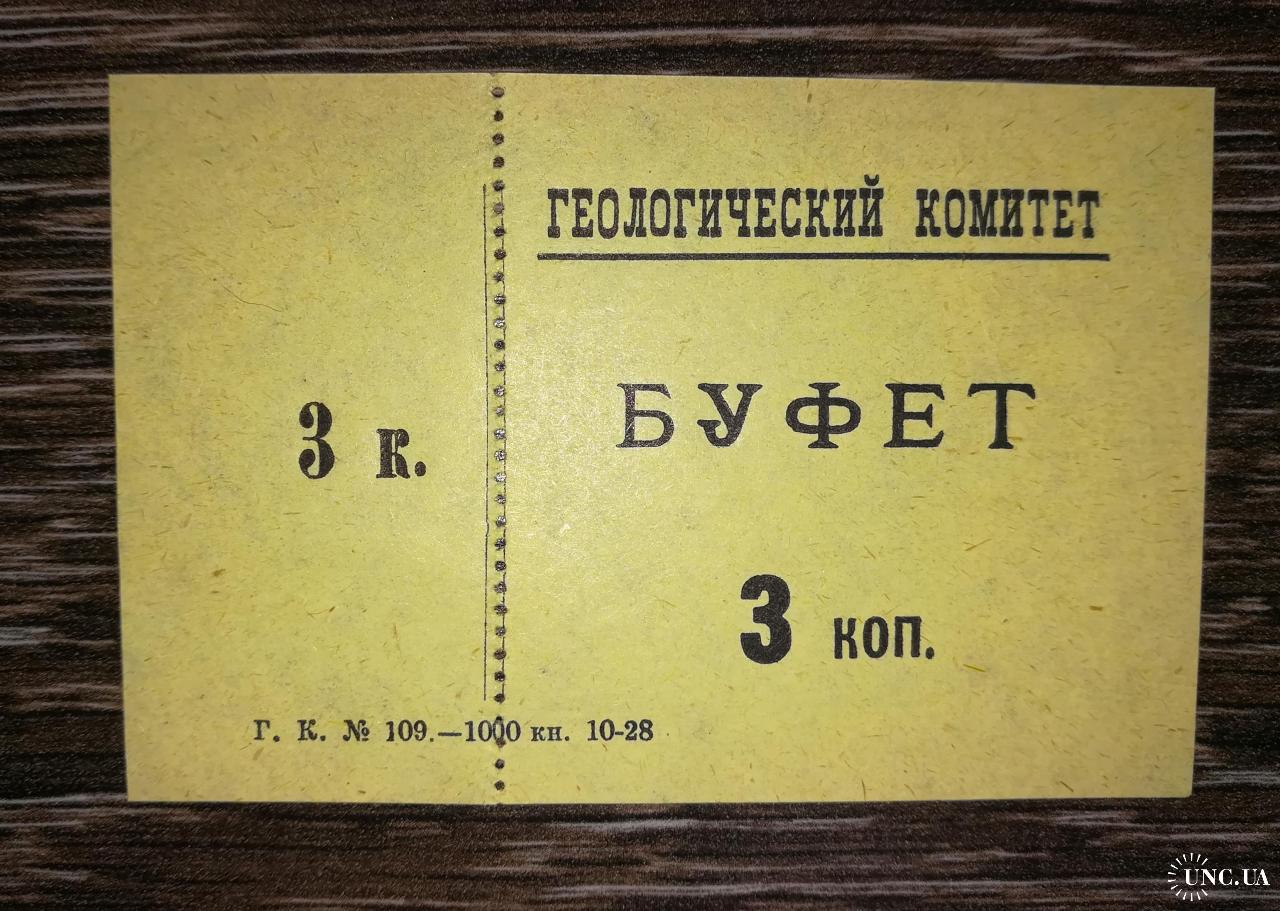 ГЕОЛОГИЧЕСКИЙ КОМИТЕТ
БУФЕТ
3 к.
3 коп.
Г. К. № 109.—1000 кн. 10-28
UNC.UA